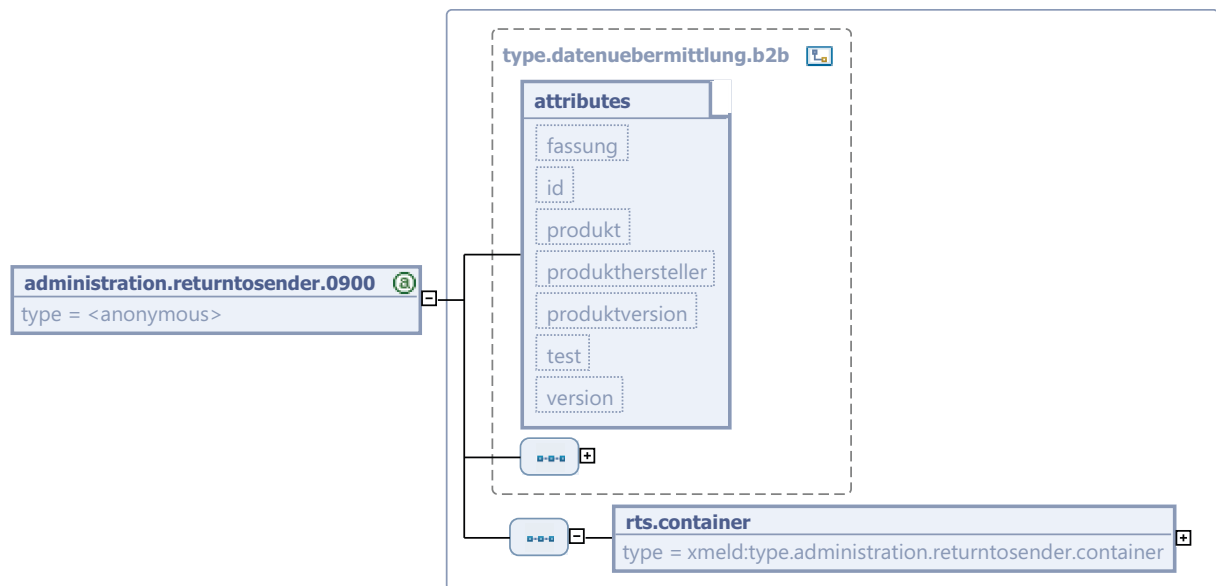 type.datenuebermittlung.b2b
attributes
fassung
id
produkt
produkthersteller
produktversion
test
version
administration.returntosender.0900 @
type = <anonymous>
rts.container
type = xmeld:type.administration.returntosender.container